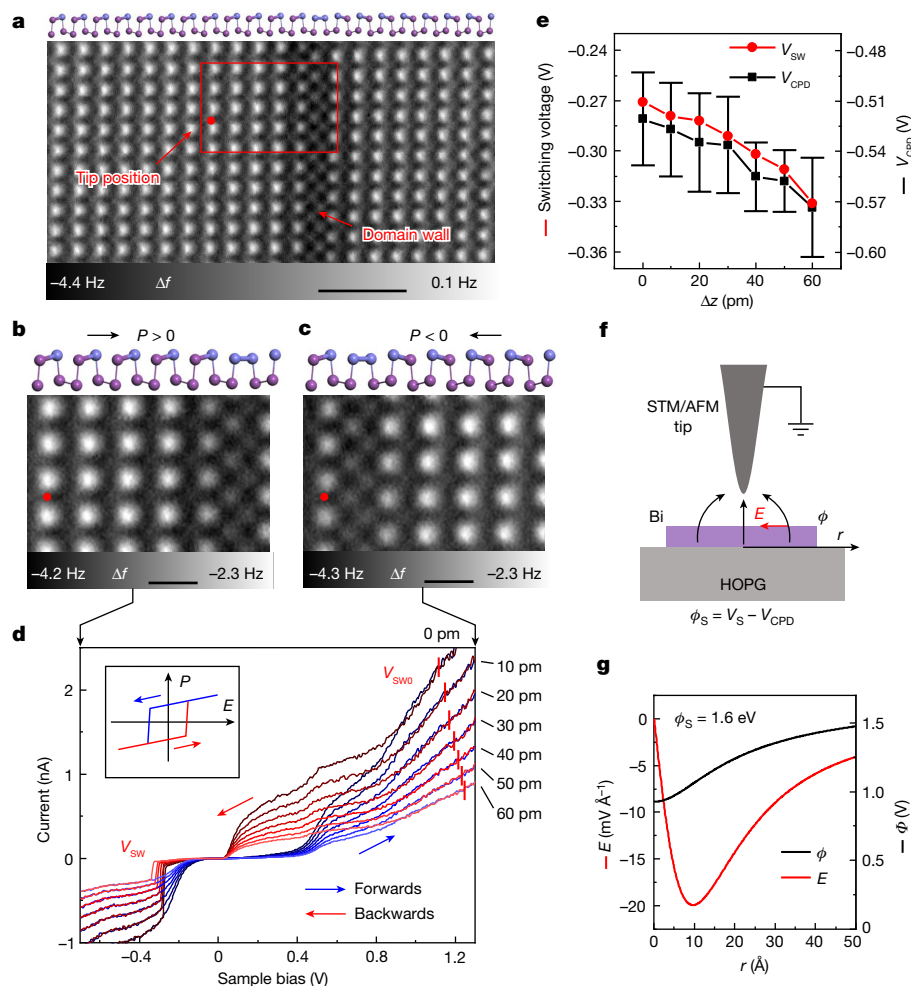 a
Tip position
Domain wall
−4.4 Hz Δf 0.1 Hz
b P > 0
c P < 0
−4.2 Hz Δf −2.3 Hz
−4.3 Hz Δf −2.3 Hz
d
0 pm
10 pm
20 pm
30 pm
40 pm
50 pm
60 pm
P
E
V_SW0
V_SW
Forwards
Backwards
2
1
0
−1
Current (nA)
−0.4 0 0.4 0.8 1.2
Sample bias (V)
e
V_SW
V_CPD
−0.24
−0.27
−0.30
−0.33
−0.36
Switching voltage (V)
−0.48
−0.51
−0.54
−0.57
−0.60
V_CPD (V)
0 10 20 30 40 50 60
Δz (pm)
f
STM/AFM
tip
Bi
E
ϕ
r
HOPG
ϕ_S = V_S − V_CPD
g
ϕ_S = 1.6 eV
0
−5
−10
−15
−20
E (mV Å⁻¹)
1.5
1.0
0.5
0
Φ (V)
ϕ
E
0 10 20 30 40 50
r (Å)